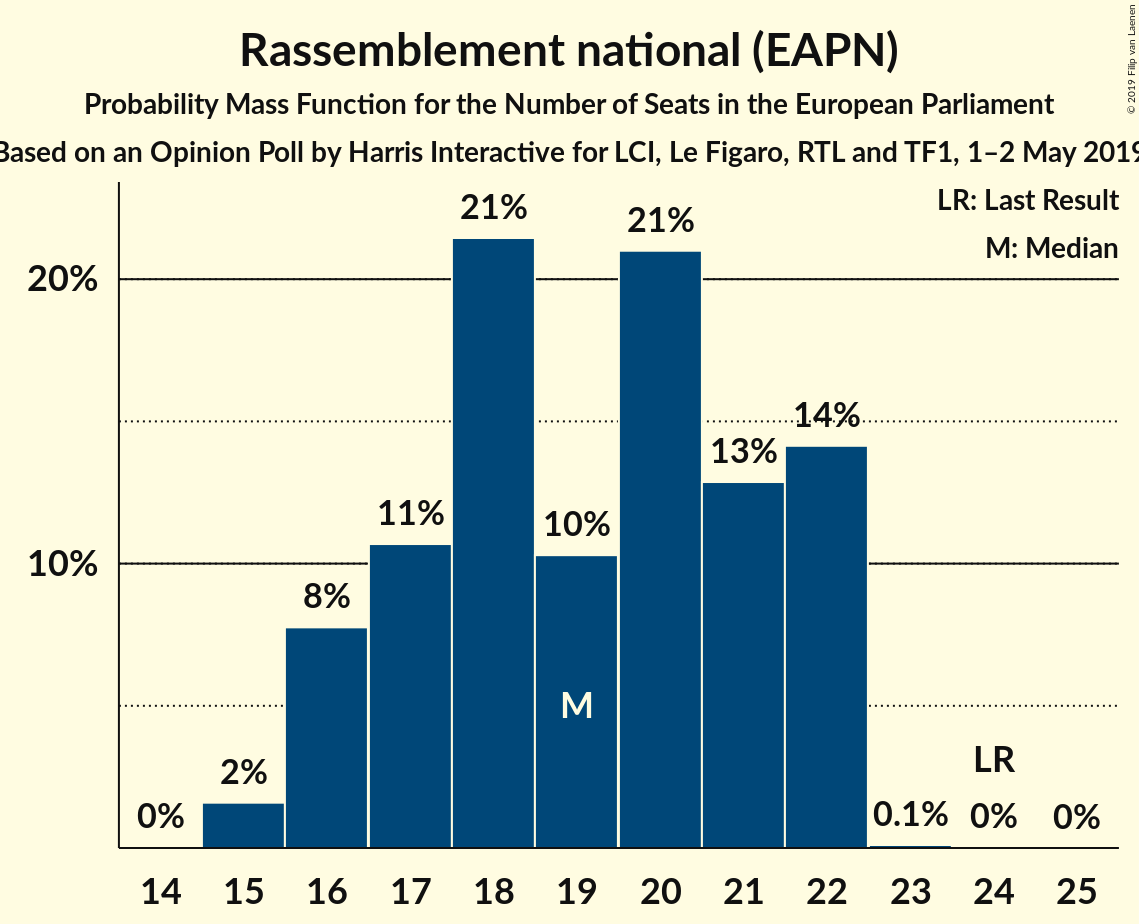 © 2019 Filip van Laenen
Rassemblement national (EAPN)
Probability Mass Function for the Number of Seats in the European Parliament
Based on an Opinion Poll by Harris Interactive for LCI, Le Figaro, RTL and TF1, 1–2 May 2019
LR: Last Result
M: Median
21%
21%
20%
14%
13%
11%
10%
10%
8%
M
2%
LR
0%
0.1%
0%
0%
14 15 16 17 18 19 20 21 22 23 24 25